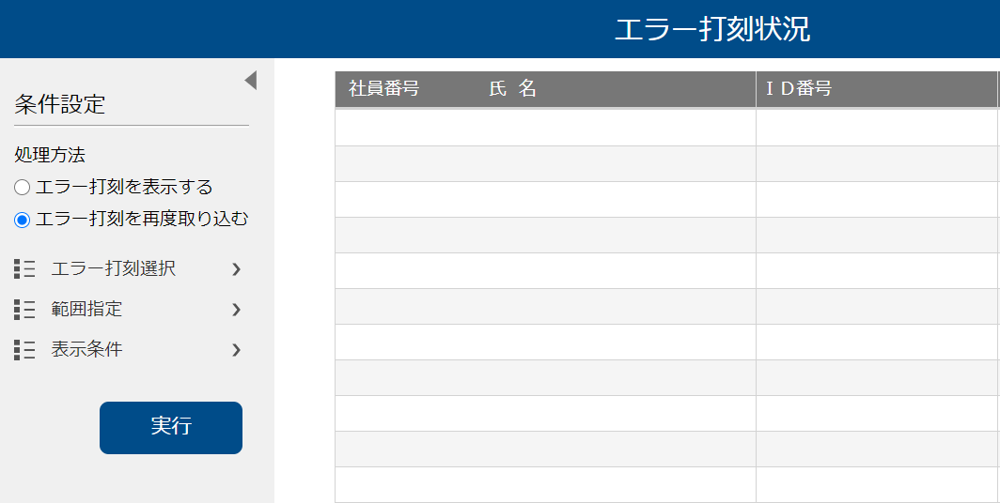 エラー打刻状況
条件設定
処理方法
エラー打刻を表示する
エラー打刻を再度取り込む
エラー打刻選択
範囲指定
表示条件
実行
社員番号 氏 名 ＩＤ番号